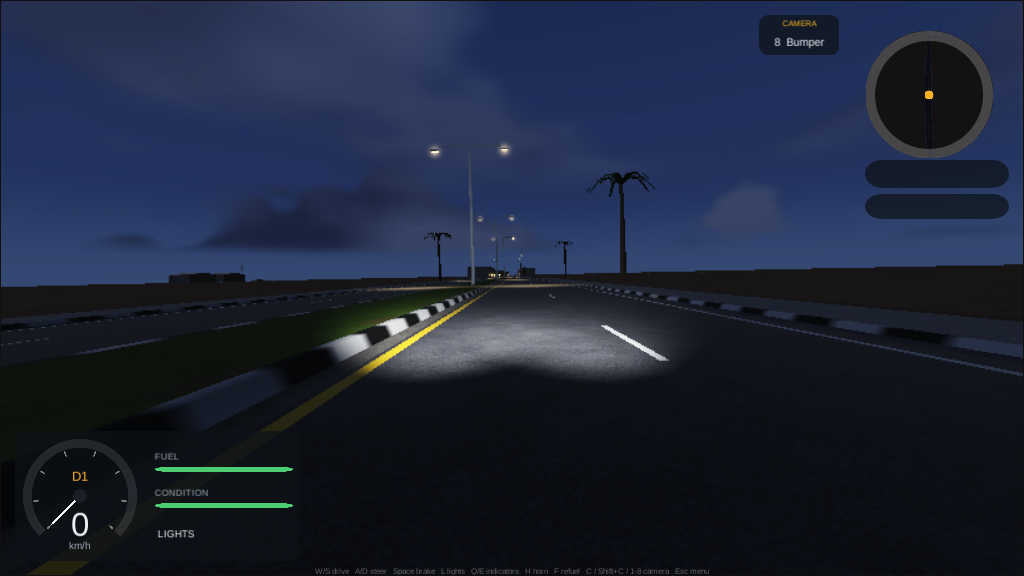 CAMERA
8 Bumper
FUEL
D1
CONDITION
0
LIGHTS
km/h
W/S drive A/D steer Space brake L lights Q/E indicators H horn F refuel C / Shift+C / 1-8 camera Esc menu